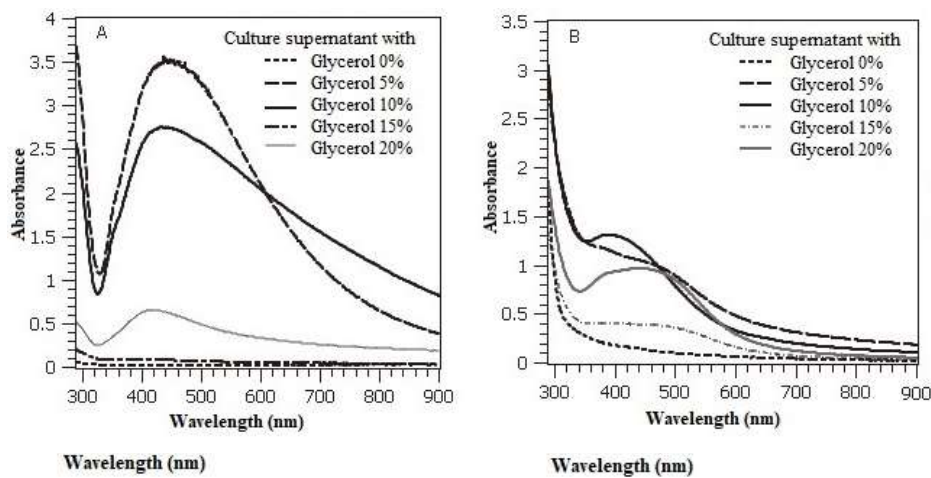 A
Culture supernatant with
Glycerol 0%
Glycerol 5%
Glycerol 10%
Glycerol 15%
Glycerol 20%
4
3.5
3
2.5
2
1.5
1
0.5
0
Absorbance
300 400 500 600 700 800 900
Wavelength (nm)
Wavelength (nm)
B
Culture supernatant with
Glycerol 0%
Glycerol 5%
Glycerol 10%
Glycerol 15%
Glycerol 20%
3.5
3
2.5
2
1.5
1
0.5
0
Absorbance
300 400 500 600 700 800 900
Wavelength (nm)
Wavelength (nm)